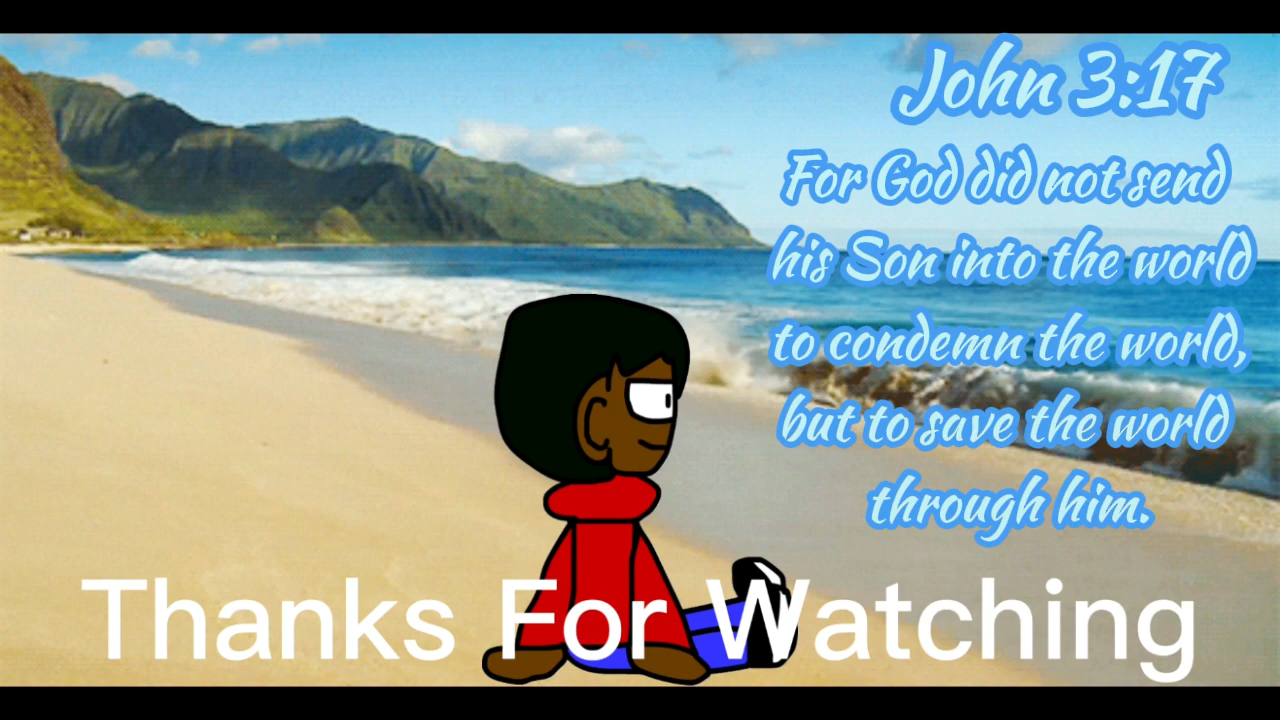 John 3:17
For God did not send
his Son into the world
to condemn the world,
but to save the world
through him.
Thanks For Watching